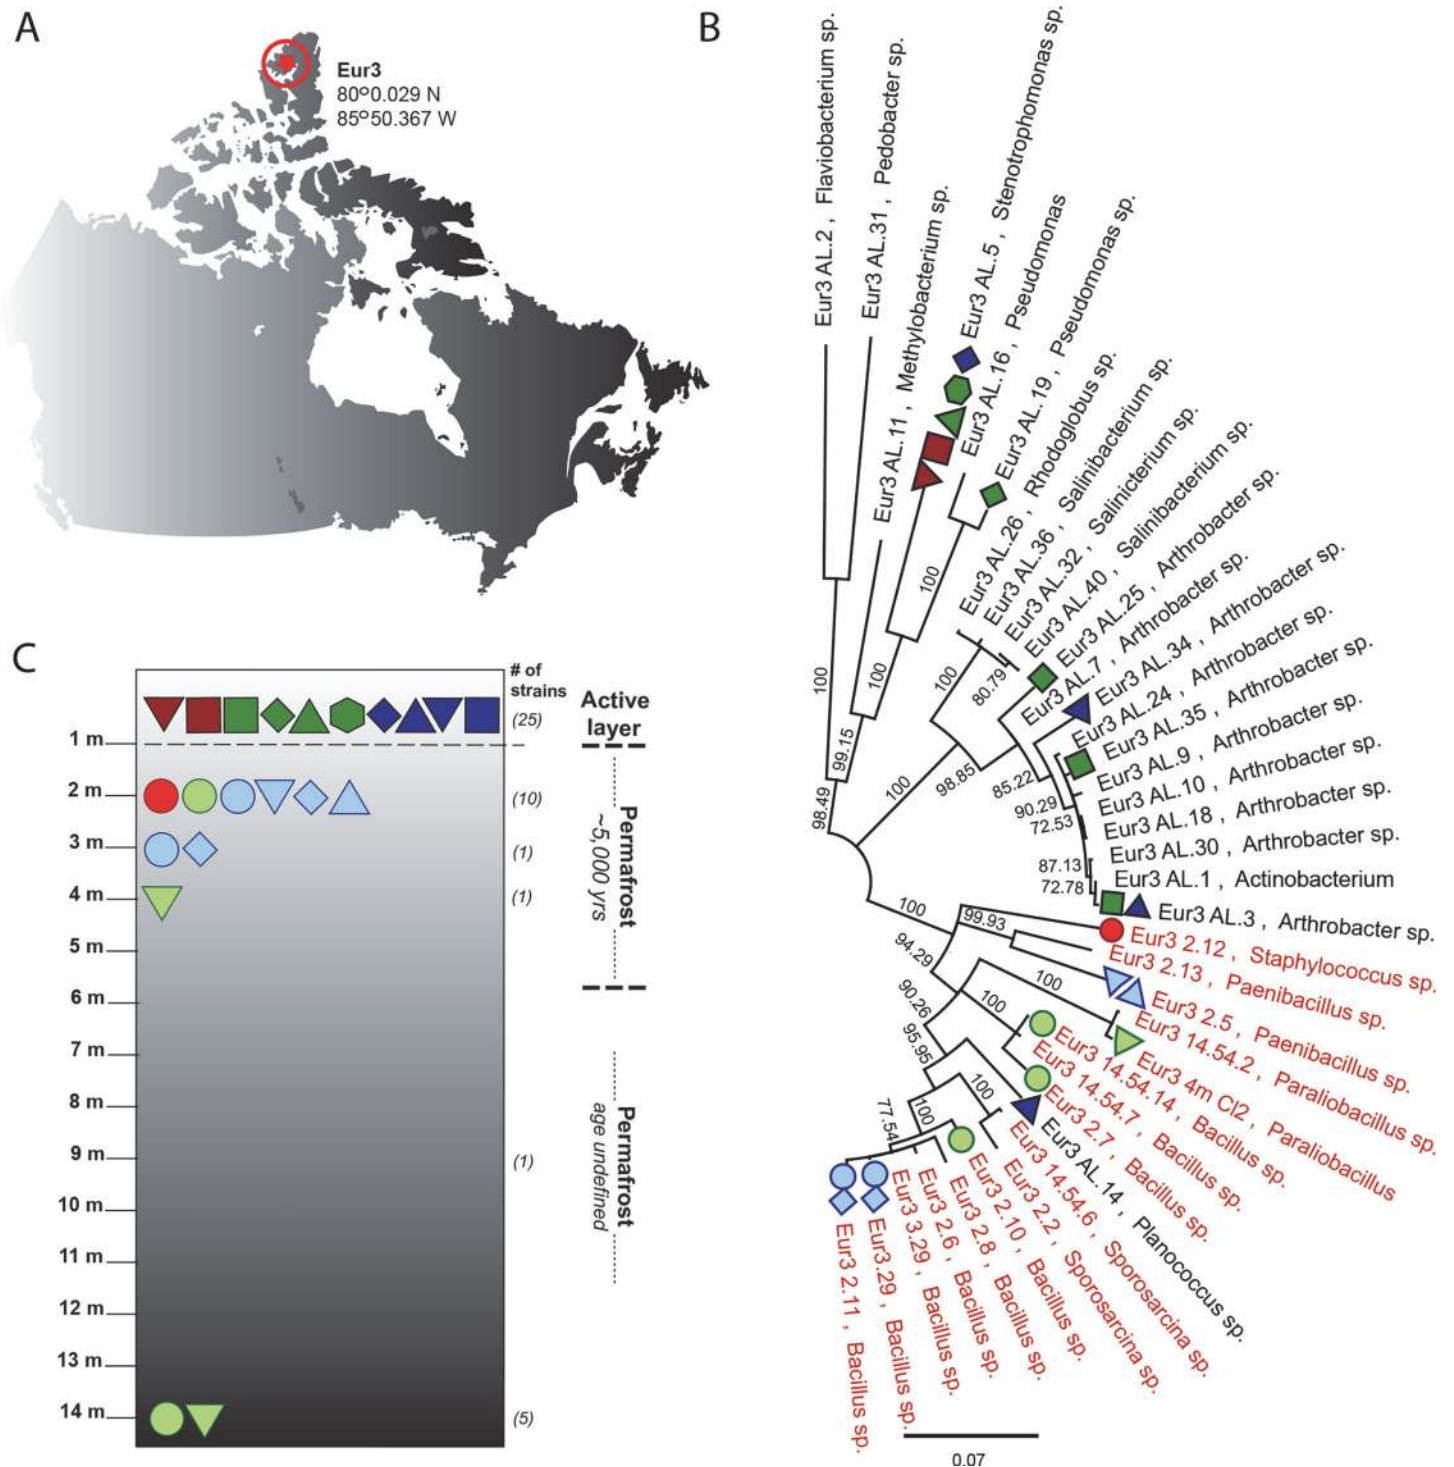 A
Eur3
80°0.029 N
85°50.367 W
B
Eur3 AL.2 , Flaviobacterium sp.
Eur3 AL.31 , Pedobacter sp.
Eur3 AL.11 , Methylobacterium sp.
Eur3 AL.5 , Stenotrophomonas sp.
Eur3 AL.16 , Pseudomonas
Eur3 AL.19 , Pseudomonas sp.
Eur3 AL.26 , Rhodoglobus sp.
Eur3 AL.36 , Salinibacterium sp.
Eur3 AL.32 , Salinicterium sp.
Eur3 AL.40 , Salinibacterium sp.
Eur3 AL.25 , Arthrobacter sp.
Eur3 AL.7 , Arthrobacter sp.
Eur3 AL.34 , Arthrobacter sp.
Eur3 AL.24 , Arthrobacter sp.
Eur3 AL.35 , Arthrobacter sp.
Eur3 AL.9 , Arthrobacter sp.
Eur3 AL.10 , Arthrobacter sp.
Eur3 AL.18 , Arthrobacter sp.
Eur3 AL.30 , Arthrobacter sp.
Eur3 AL.1 , Actinobacterium
Eur3 AL.3 , Arthrobacter sp.
Eur3 2.12 , Staphylococcus sp.
Eur3 2.13 , Paenibacillus sp.
Eur3 2.5 , Paenibacillus sp.
Eur3 14.54.2 , Paraliobacillus sp.
Eur3 4m Cl2 , Paraliobacillus
Eur3 14.54.14 , Bacillus sp.
Eur3 14.54.7 , Bacillus sp.
Eur3 2.7 , Bacillus sp.
Eur3 AL.14 , Planococcus sp.
Eur3 14.54.6 , Sporosarcina sp.
Eur3 2.2 , Sporosarcina sp.
Eur3 2.10 , Bacillus sp.
Eur3 2.8 , Bacillus sp.
Eur3 2.6 , Bacillus sp.
Eur3 3.29 , Bacillus sp.
Eur3.29 , Bacillus sp.
Eur3 2.11 , Bacillus sp.
100
100
100
99.15
98.49
100
80.79
100
98.85
85.22
90.29
72.53
87.13
72.78
100
99.93
94.29
100
100
90.26
95.95
100
100
77.54
0.07
C
# of
strains
Active
layer
(25)
1 m
2 m
(10)
3 m
(1)
4 m
(1)
5 m
6 m
7 m
8 m
9 m
(1)
10 m
11 m
12 m
13 m
14 m
(5)
Permafrost
~5,000 yrs
Permafrost
age undefined